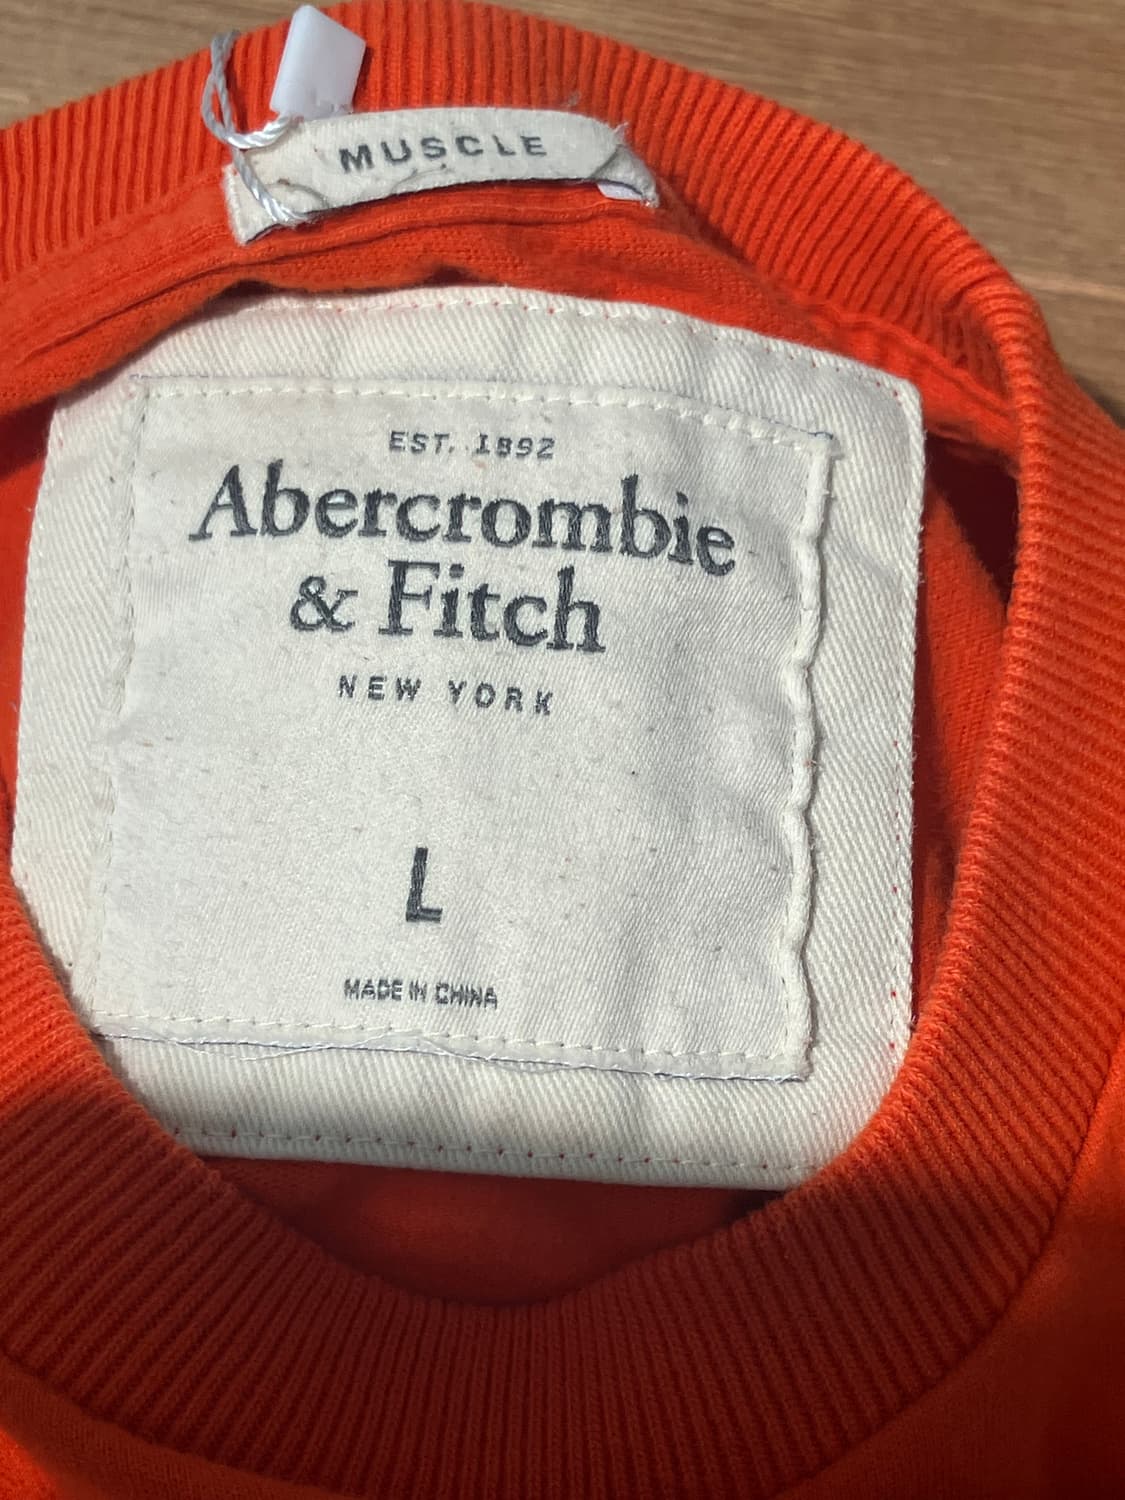 MUSCLE
EST. 1892
Abercrombie
& Fitch
NEW YORK
L
MADE IN CHINA